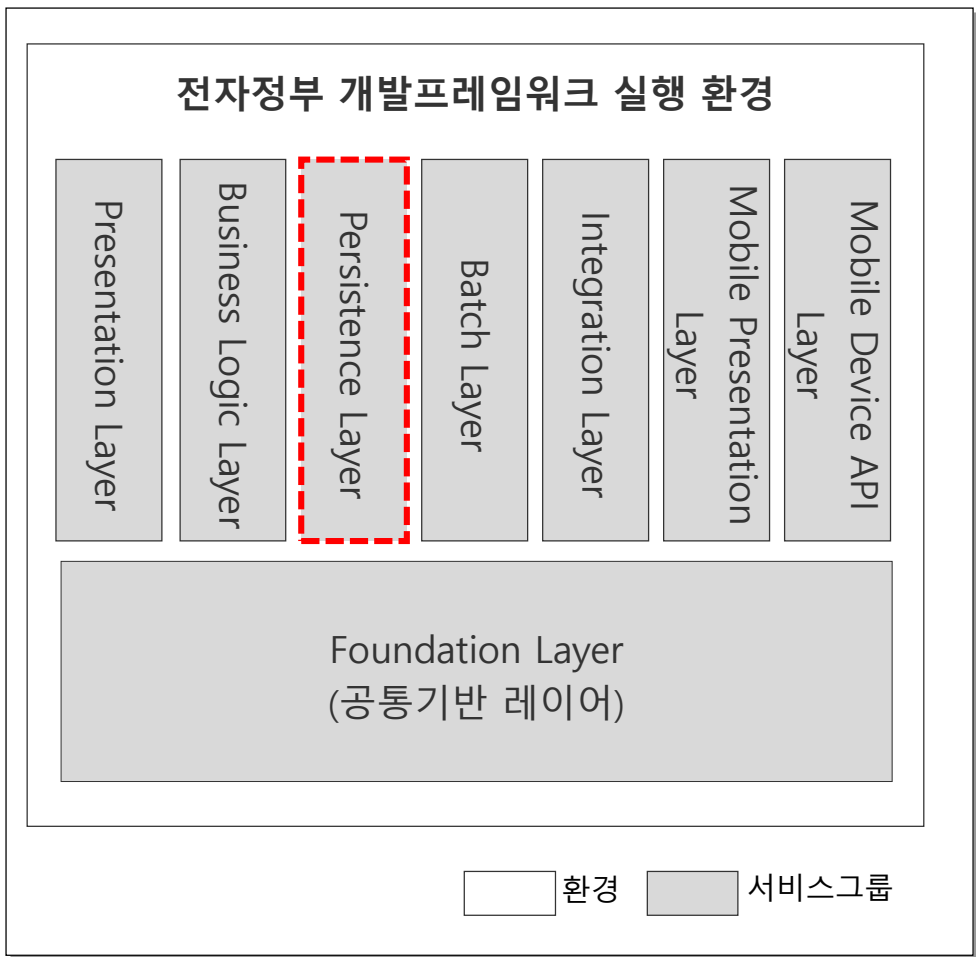 전자정부 개발프레임워크 실행 환경
Presentation Layer
Business Logic Layer
Persistence Layer
Batch Layer
Integration Layer
Mobile Presentation
Layer
Mobile Device API
Layer
Foundation Layer
(공통기반 레이어)
환경
서비스그룹